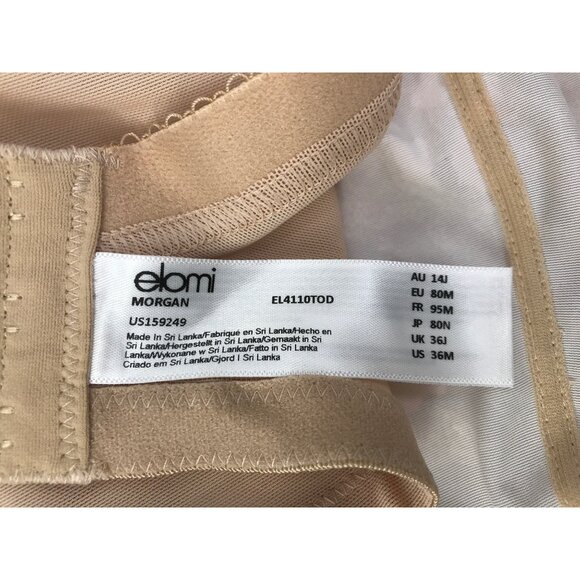 elomi
MORGAN
EL4110TOD
US159249
Made In Sri Lanka/Fabriqué en Sri Lanka/Hecho en
Sri Lanka/Hergestellt in Sri Lanka/Gemaakt in Sri
Lanka/Wykonane w Sri Lanka/Fatto in Sri Lanka
Criado em Sri Lanka/Gjord I Sri Lanka
AU 14J
EU 80M
FR 95M
JP 80N
UK 36J
US 36M